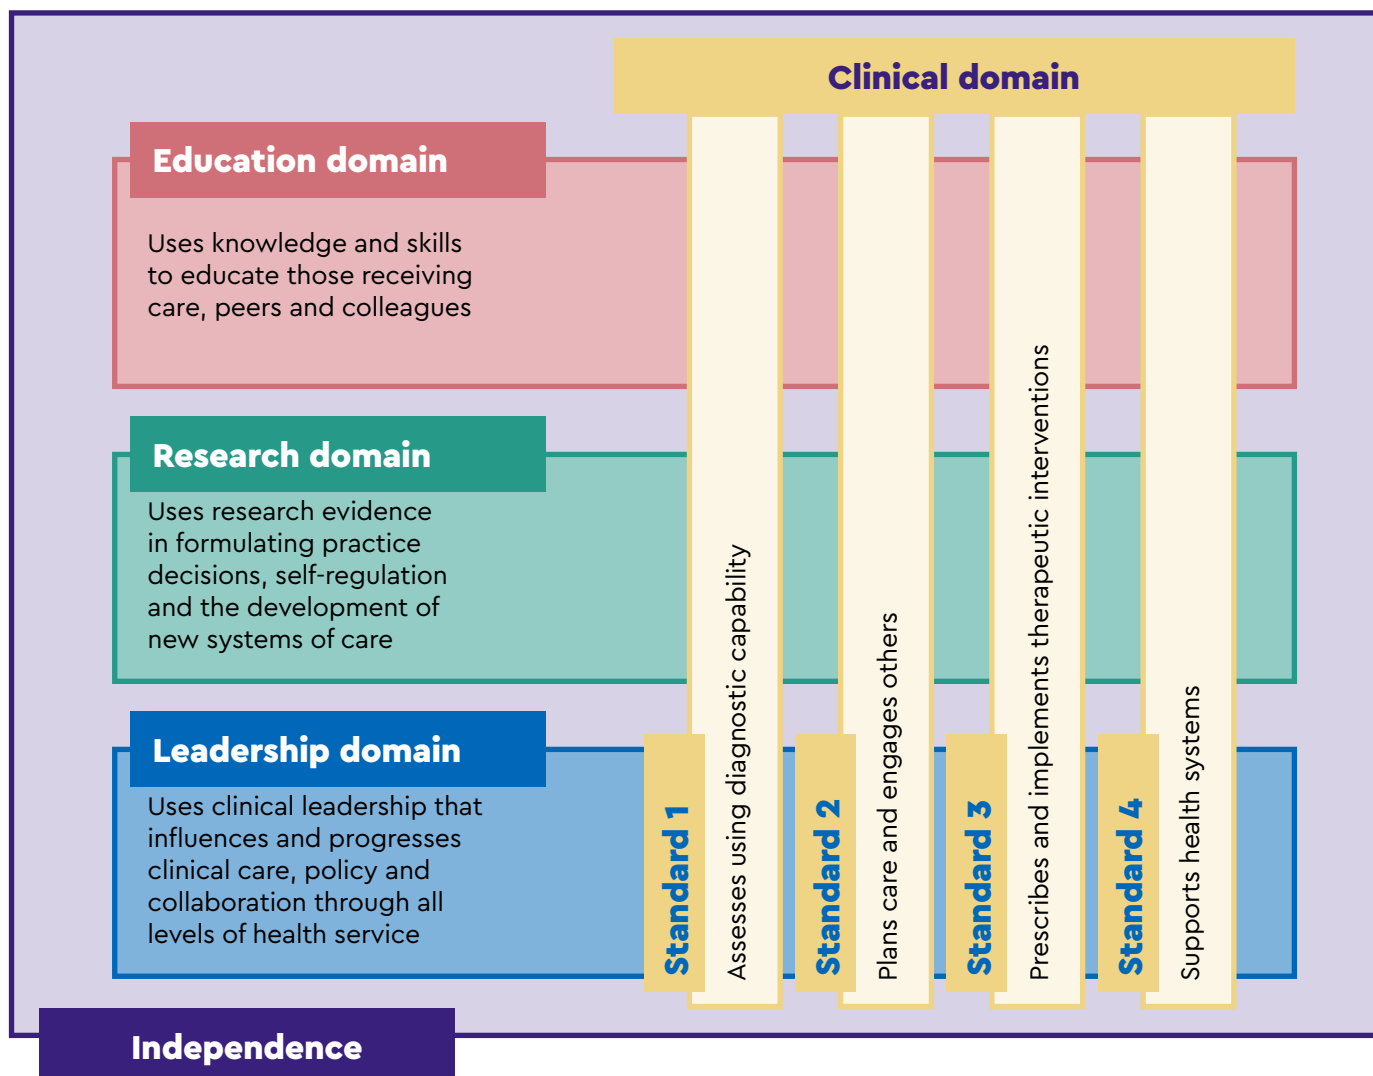 Clinical domain
Education domain
Uses knowledge and skills
to educate those receiving
care, peers and colleagues
Research domain
Uses research evidence
in formulating practice
decisions, self-regulation
and the development of
new systems of care
Leadership domain
Uses clinical leadership that
influences and progresses
clinical care, policy and
collaboration through all
levels of health service
Standard 1
Assesses using diagnostic capability
Standard 2
Plans care and engages others
Standard 3
Prescribes and implements therapeutic interventions
Standard 4
Supports health systems
Independence